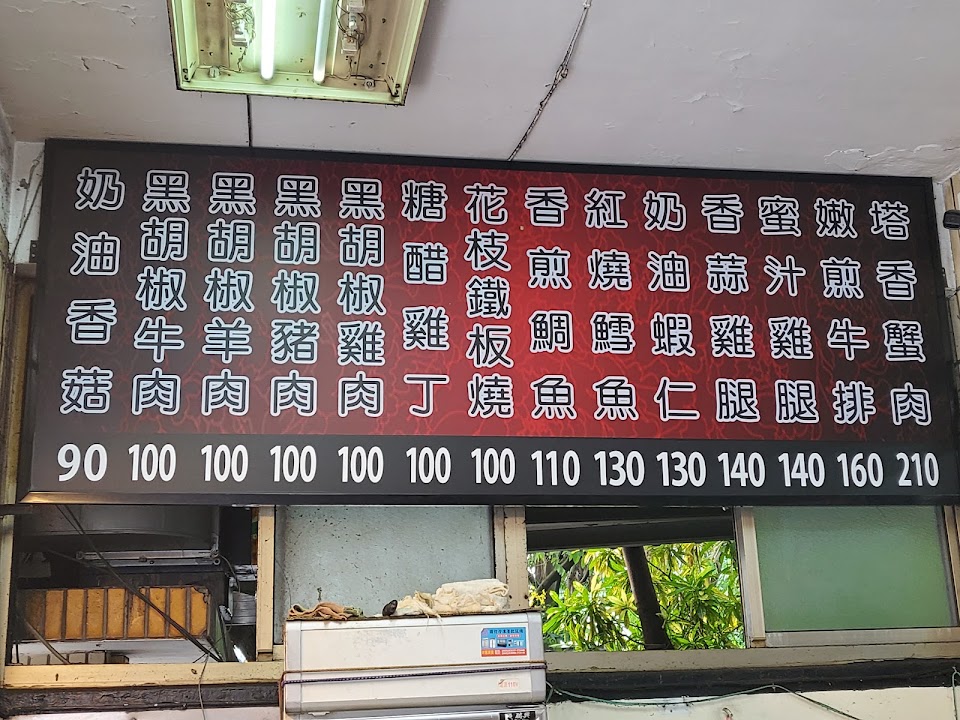 奶油香菇
90
黑胡椒牛肉
100
黑胡椒羊肉
100
黑胡椒豬肉
100
黑胡椒雞肉
100
糖醋雞丁
100
花枝鐵板燒
100
香煎鯛魚
110
紅燒鱈魚
130
奶油蝦仁
130
香蒜雞腿
140
蜜汁雞腿
140
嫩煎牛排
160
塔香蟹肉
210